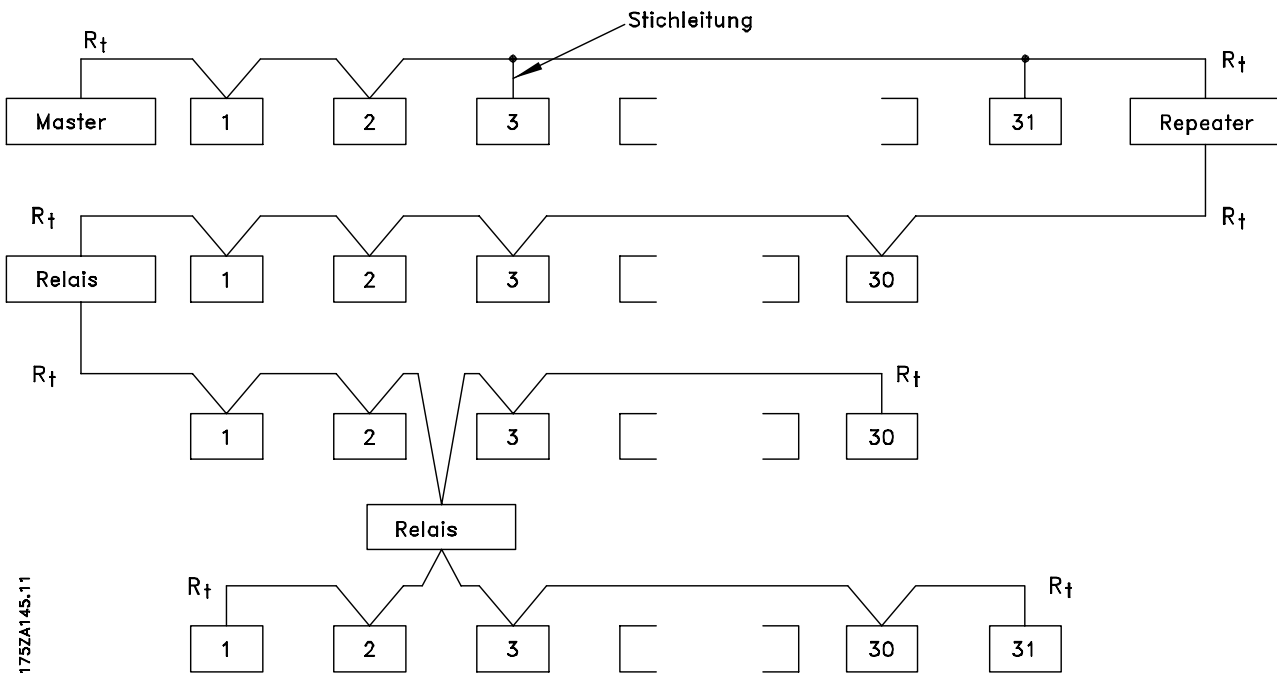 Stichleitung
Rt Rt
Master 1 2 3 31 Repeater
Rt Rt
Relais 1 2 3 30
Rt Rt
1 2 3 30
Relais
Rt Rt
1 2 3 30 31
175ZA145.11